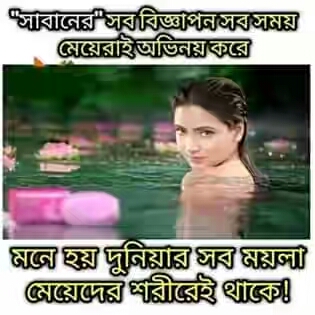 "সাবানের" সব বিজ্ঞাপন সব সময়
মেয়েরাই অভিনয় করে
মনে হয় দুনিয়ার সব ময়লা
মেয়েদের শরীরেই থাকে!